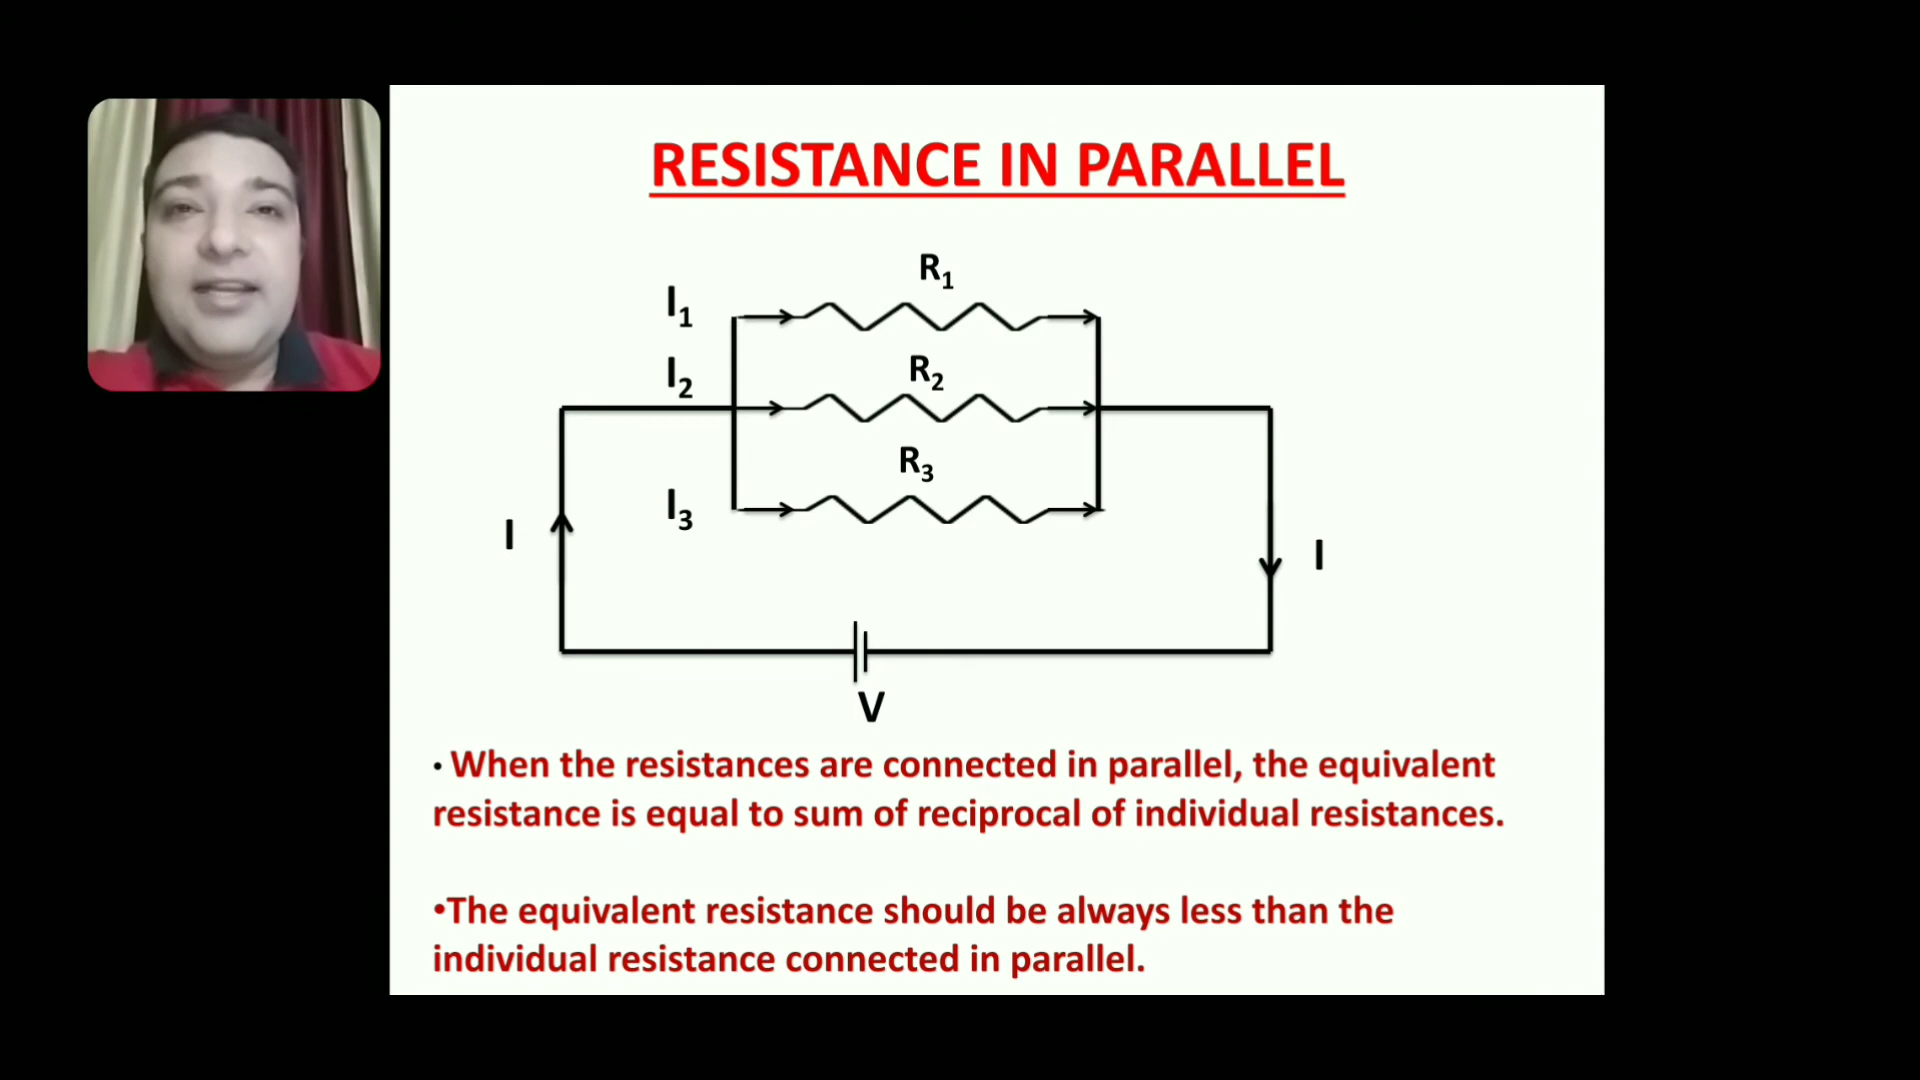 RESISTANCE IN PARALLEL
R1
I1
R2
I2
R3
I3
I
I
V
• When the resistances are connected in parallel, the equivalent
resistance is equal to sum of reciprocal of individual resistances.
•The equivalent resistance should be always less than the
individual resistance connected in parallel.